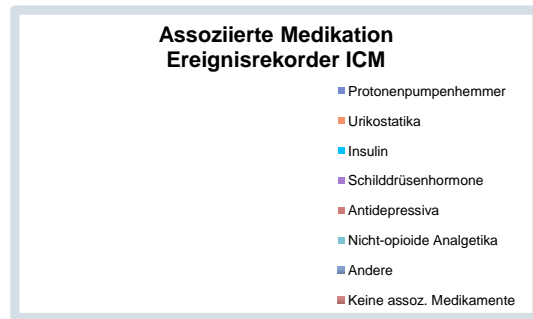 Assoziierte Medikation
Ereignisrekorder ICM
Protonenpumpenhemmer
Urikostatika
Insulin
Schilddrüsenhormone
Antidepressiva
Nicht-opioide Analgetika
Andere
Keine assoz. Medikamente